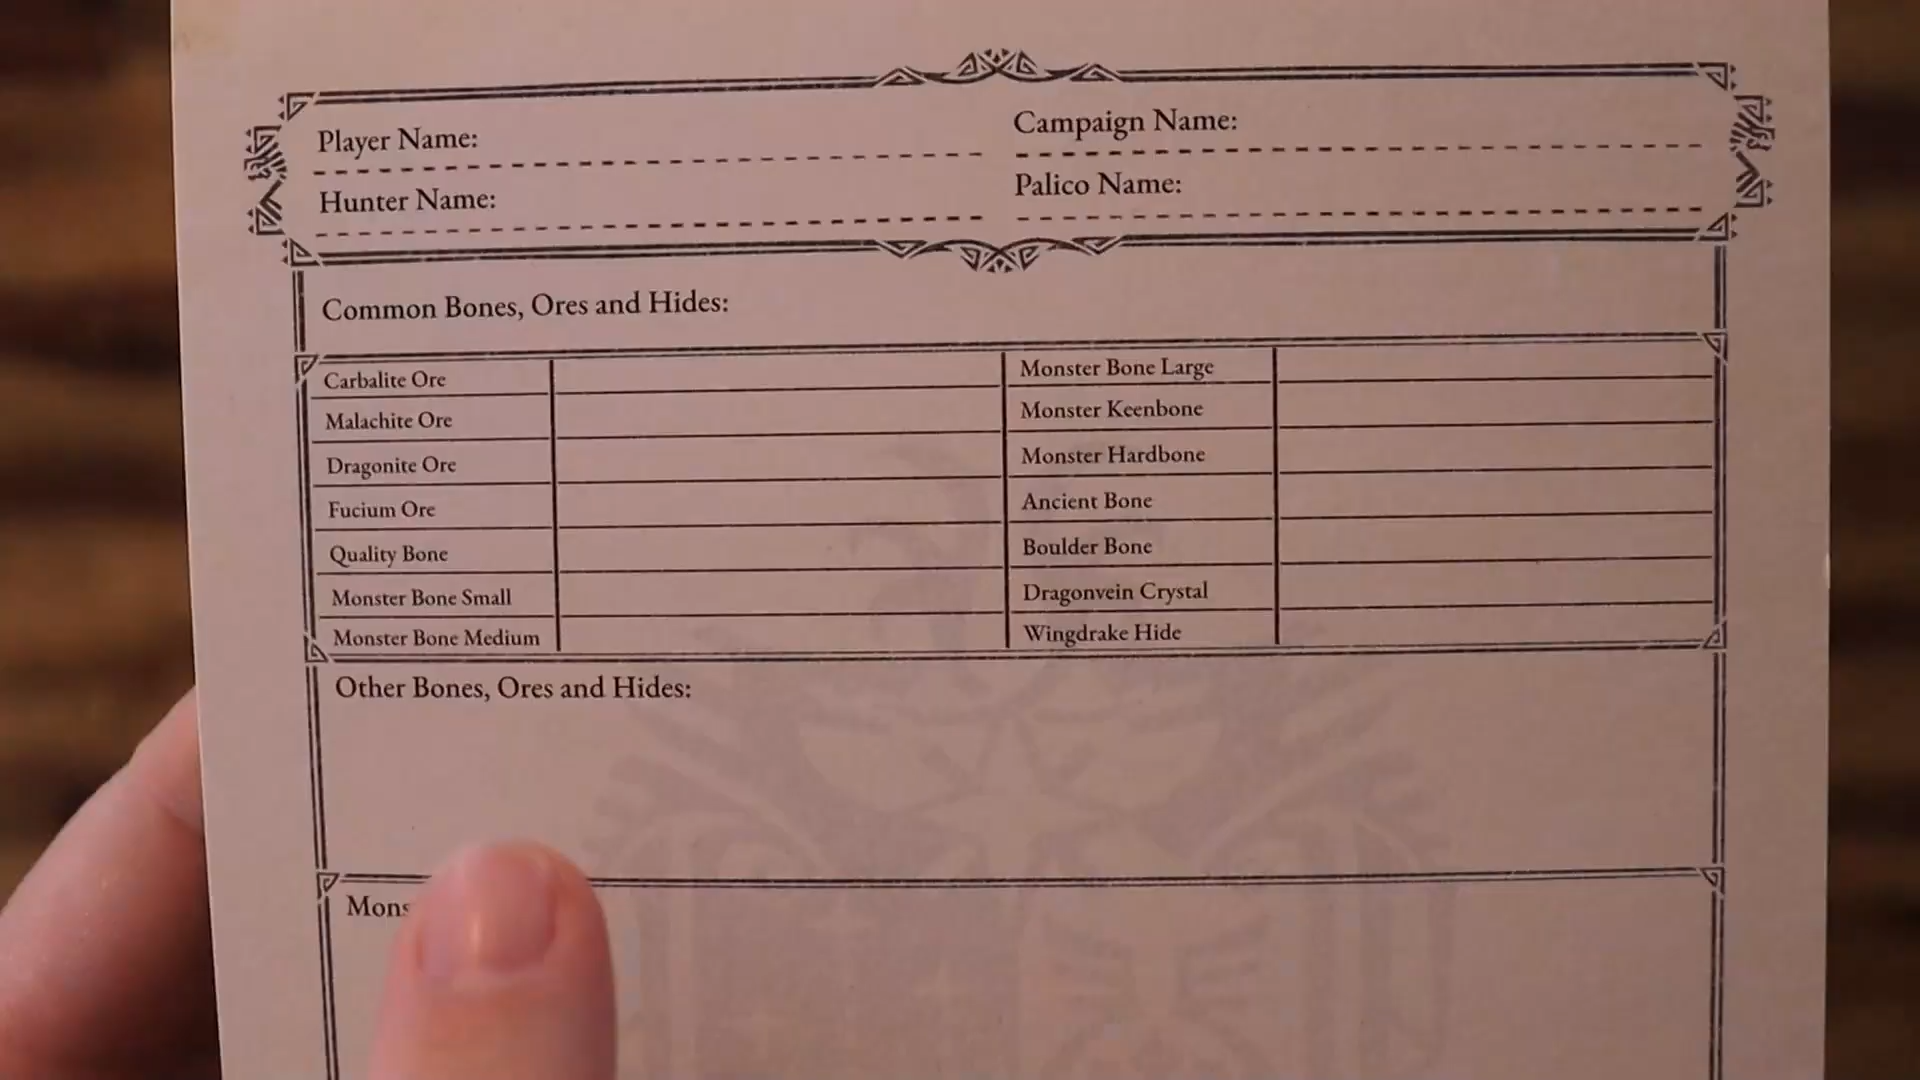 Player Name:
Campaign Name:
Hunter Name:
Palico Name:
Common Bones, Ores and Hides:
Carbalite Ore
Malachite Ore
Dragonite Ore
Fucium Ore
Quality Bone
Monster Bone Small
Monster Bone Medium
Monster Bone Large
Monster Keenbone
Monster Hardbone
Ancient Bone
Boulder Bone
Dragonvein Crystal
Wingdrake Hide
Other Bones, Ores and Hides: